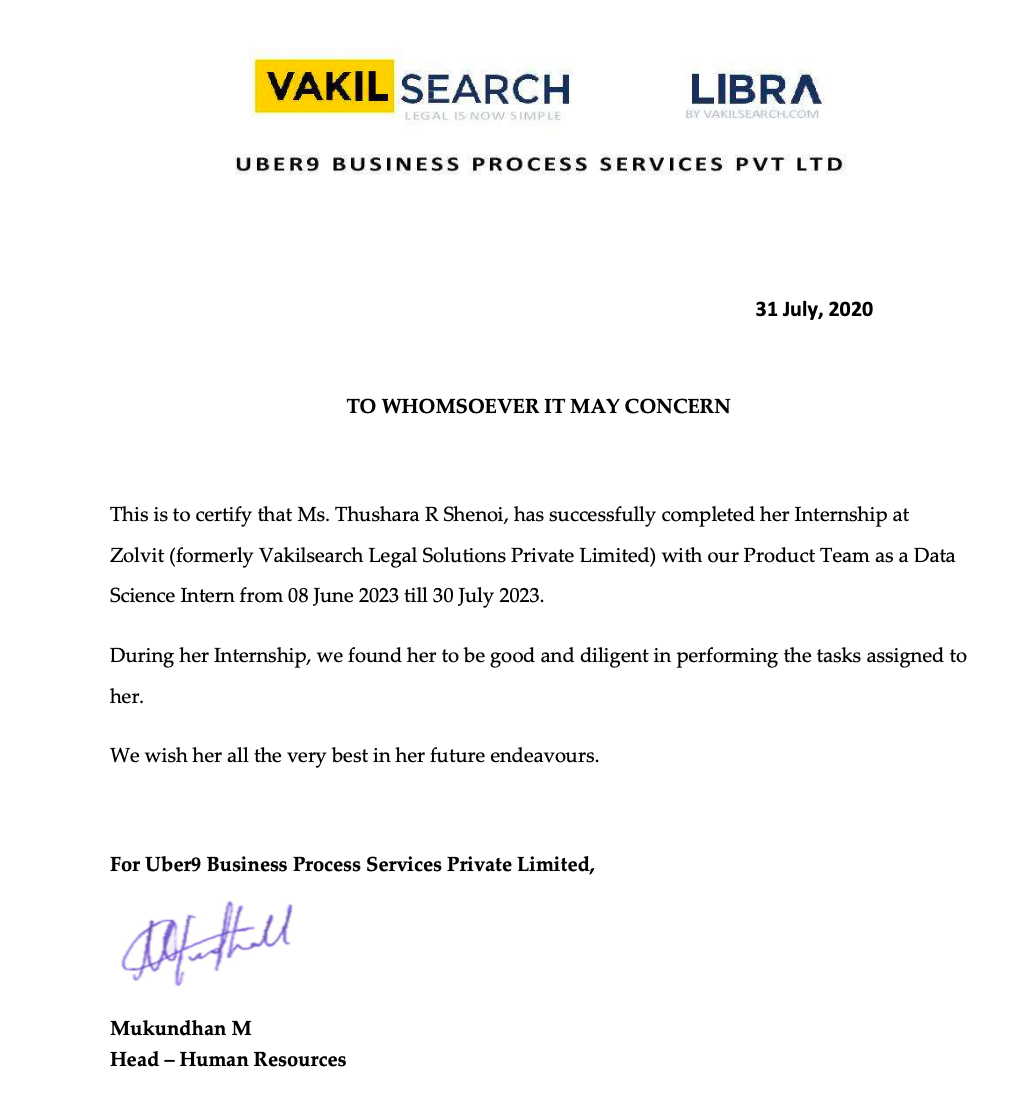 VAKIL SEARCH
LEGAL IS NOW SIMPLE
LIBRA
BY VAKILSEARCH.COM
UBER9 BUSINESS PROCESS SERVICES PVT LTD
31 July, 2020
TO WHOMSOEVER IT MAY CONCERN
This is to certify that Ms. Thushara R Shenoi, has successfully completed her Internship at
Zolvit (formerly Vakilsearch Legal Solutions Private Limited) with our Product Team as a Data
Science Intern from 08 June 2023 till 30 July 2023.
During her Internship, we found her to be good and diligent in performing the tasks assigned to
her.
We wish her all the very best in her future endeavours.
For Uber9 Business Process Services Private Limited,
Mukundhan M
Head – Human Resources